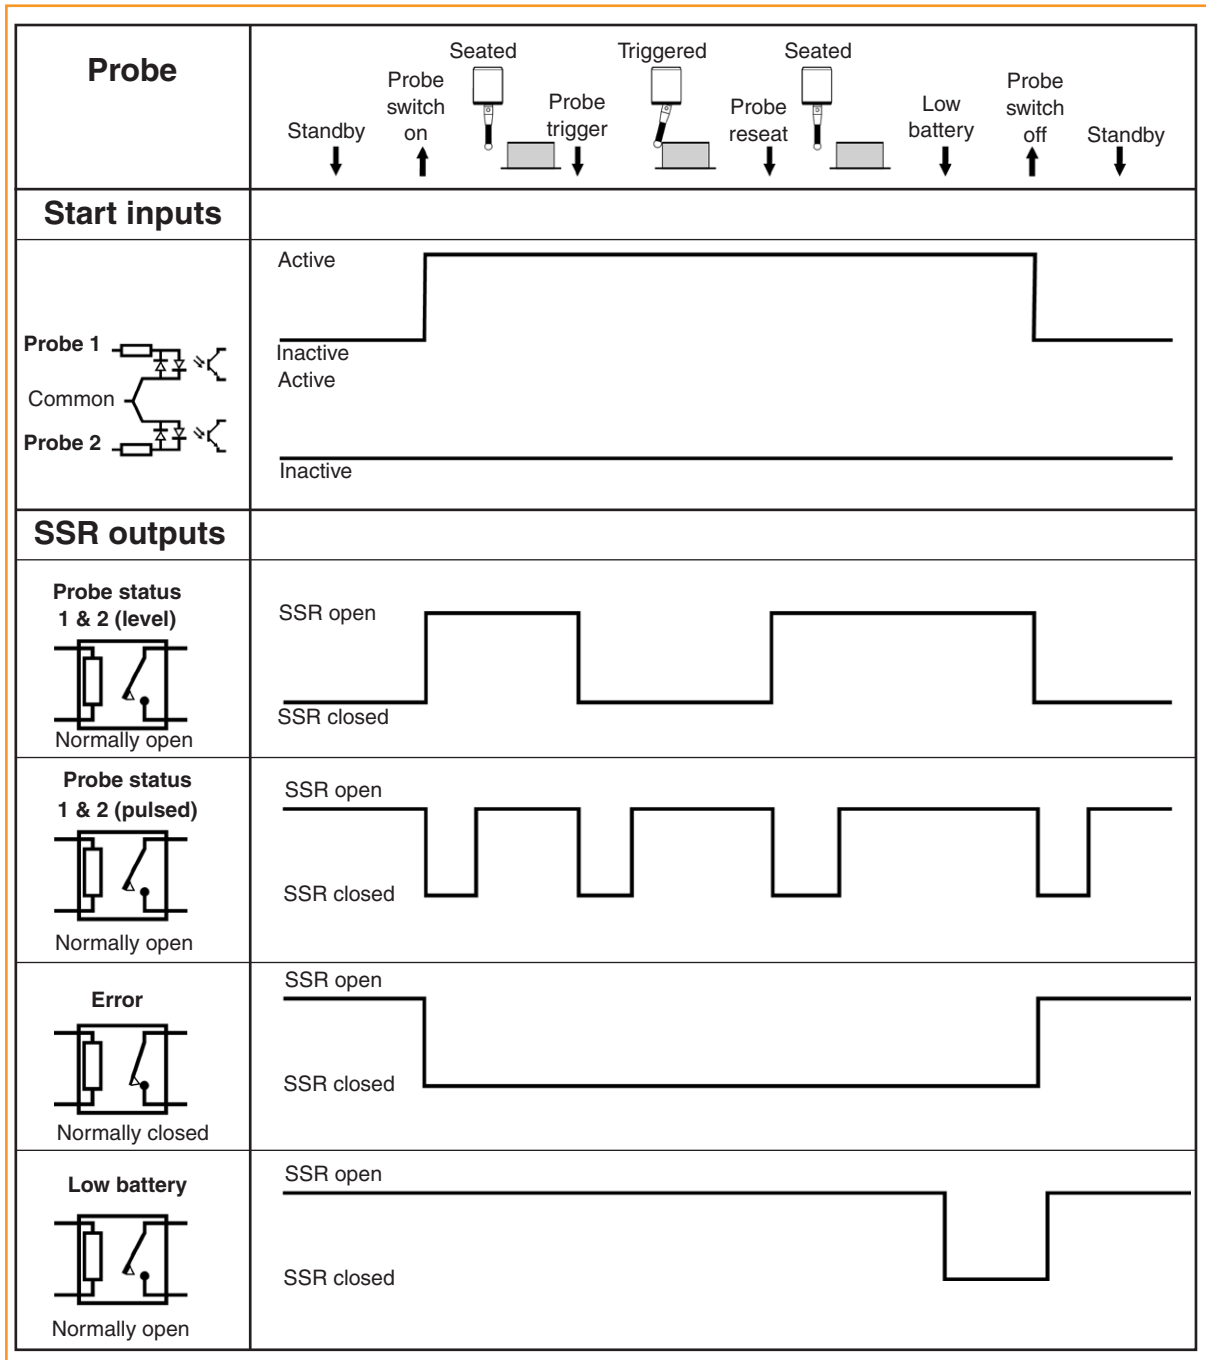 Probe
Standby
Probe
switch
on
Seated
Probe
trigger
Triggered
Probe
reseat
Seated
Low
battery
Probe
switch
off
Standby
Start inputs
Probe 1
Common
Probe 2
Active
Inactive
Active
Inactive
SSR outputs
Probe status
1 & 2 (level)
Normally open
SSR open
SSR closed
Probe status
1 & 2 (pulsed)
Normally open
SSR open
SSR closed
Error
Normally closed
SSR open
SSR closed
Low battery
Normally open
SSR open
SSR closed